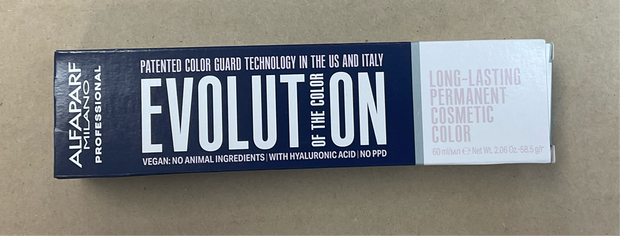 ALFAPARF
MILANO
PROFESSIONAL
PATENTED COLOR GUARD TECHNOLOGY IN THE US AND ITALY
EVOLUTION
OF THE COLOR
VEGAN: NO ANIMAL INGREDIENTS | WITH HYALURONIC ACID | NO PPD
LONG-LASTING
PERMANENT
COSMETIC
COLOR
60 ml/мл ℮ Net Wt. 2.06 Oz.-58.5 g/г